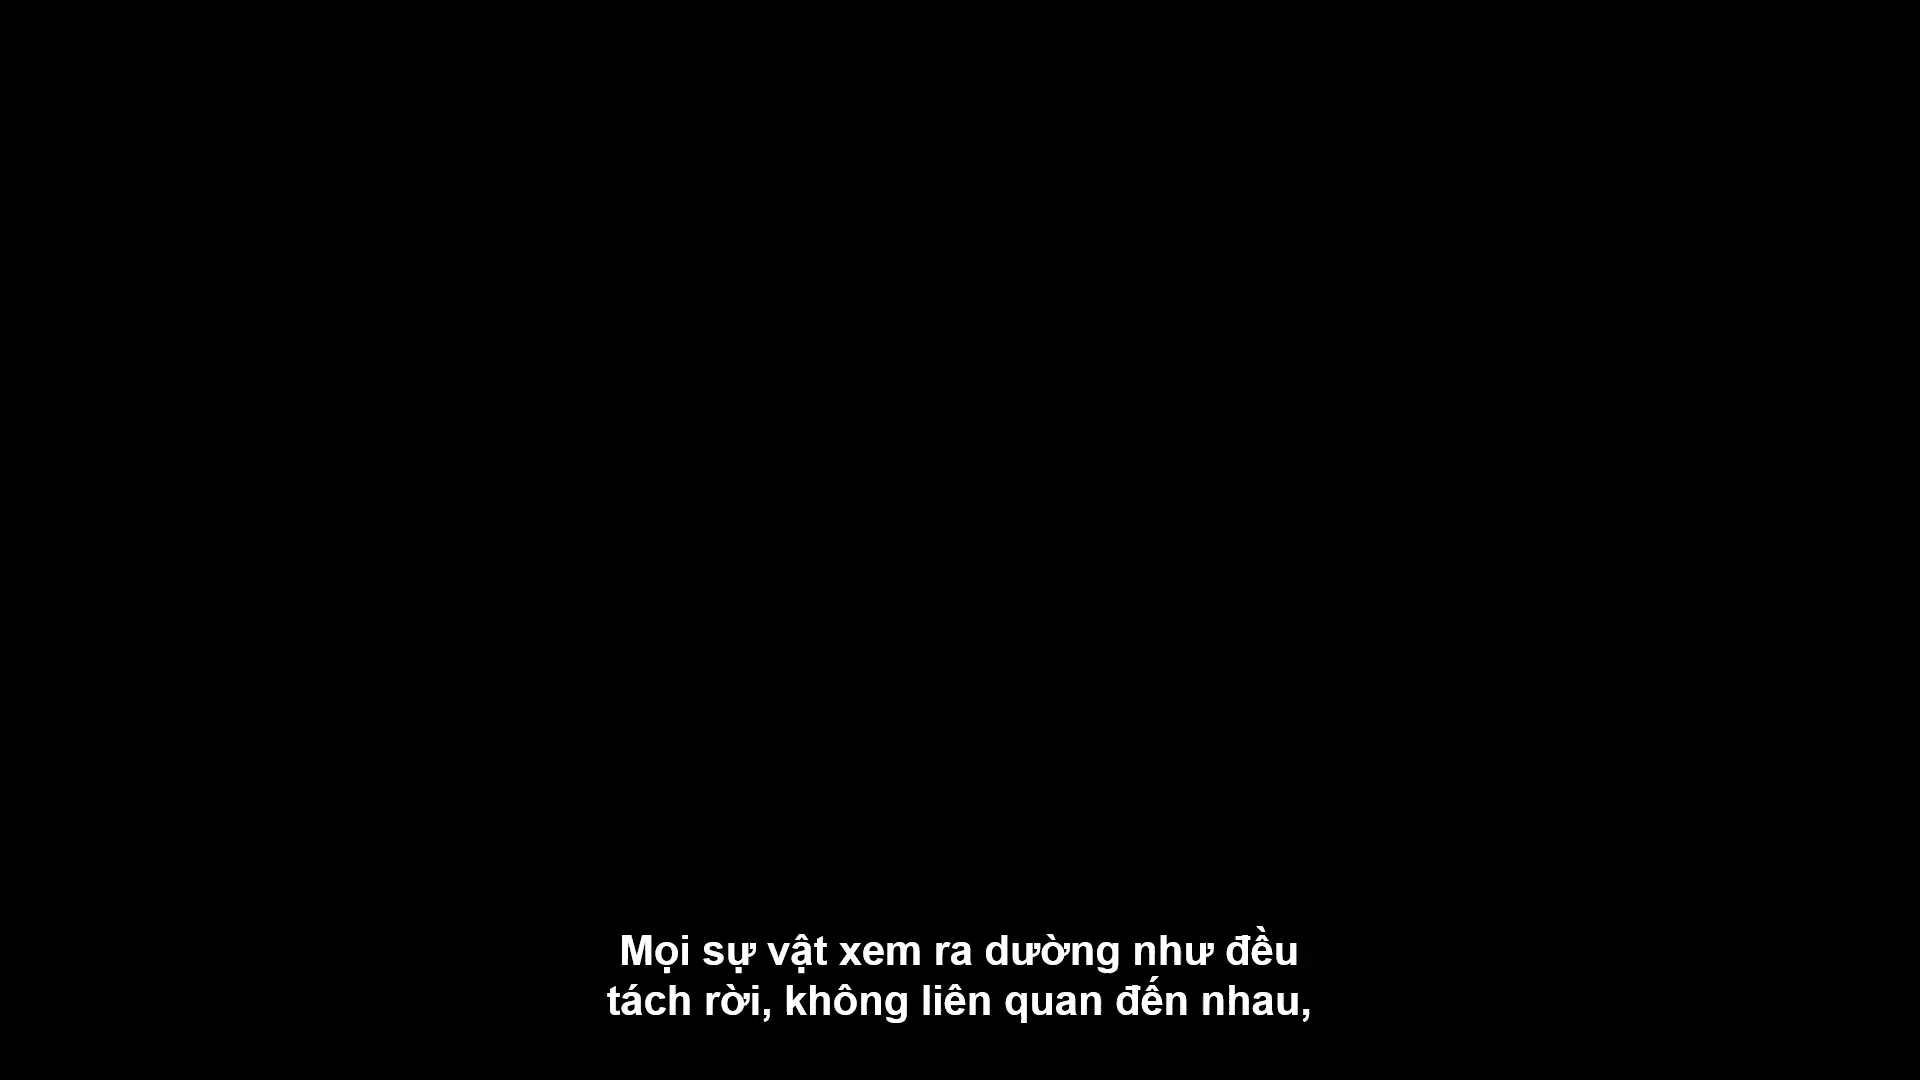 Mọi sự vật xem ra dường như đều
tách rời, không liên quan đến nhau,